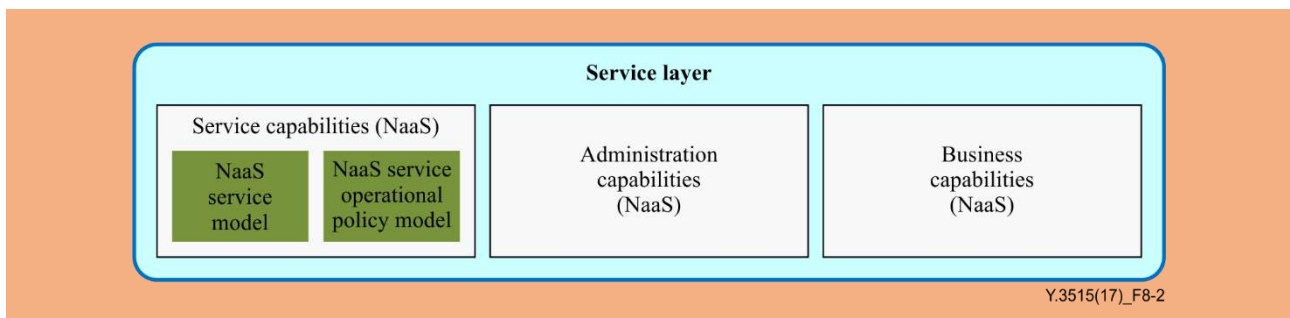 Service layer
Service capabilities (NaaS)
NaaS
service
model
NaaS service
operational
policy model
Administration
capabilities
(NaaS)
Business
capabilities
(NaaS)
Y.3515(17)_F8-2